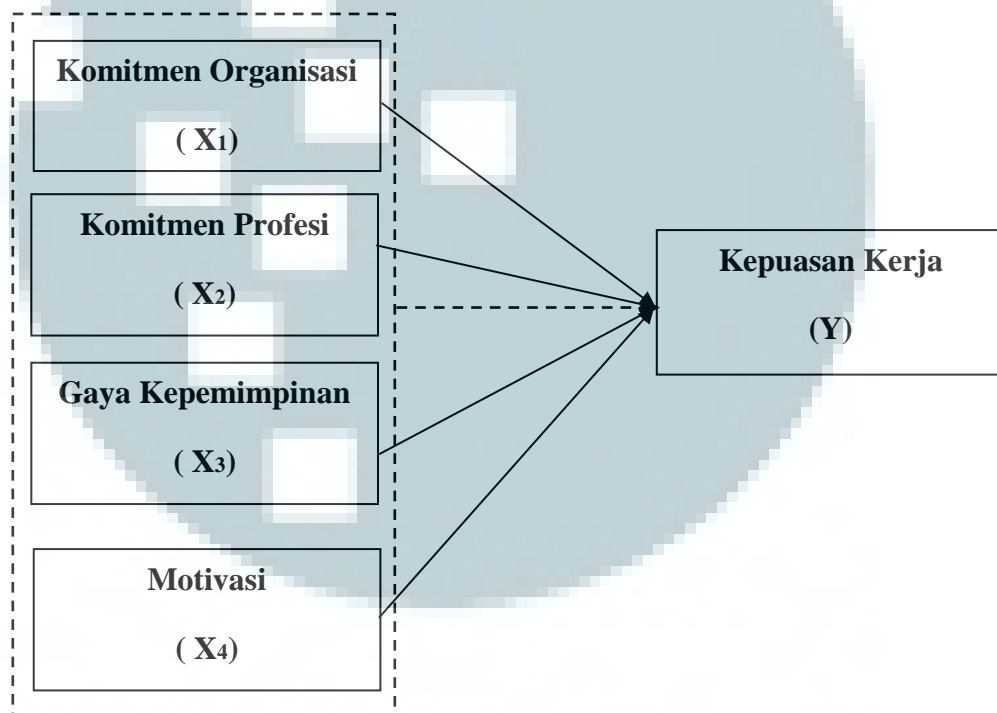 Komitmen Organisasi
( X1)
Komitmen Profesi
( X2)
Gaya Kepemimpinan
( X3)
Motivasi
( X4)
Kepuasan Kerja
(Y)